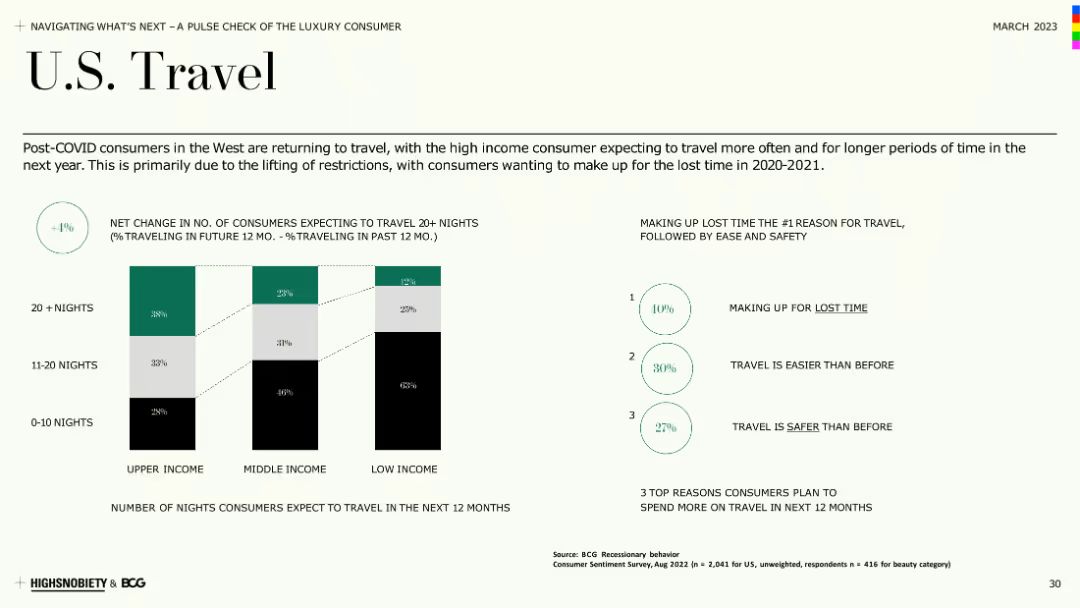 NAVIGATING WHAT'S NEXT – A PULSE CHECK OF THE LUXURY CONSUMER
MARCH 2023
U.S. Travel
Post-COVID consumers in the West are returning to travel, with the high income consumer expecting to travel more often and for longer periods of time in the
next year. This is primarily due to the lifting of restrictions, with consumers wanting to make up for the lost time in 2020-2021.
+4%
NET CHANGE IN NO. OF CONSUMERS EXPECTING TO TRAVEL 20+ NIGHTS
(% TRAVELING IN FUTURE 12 MO. - % TRAVELING IN PAST 12 MO.)
20 + NIGHTS
38%
23%
12%
11-20 NIGHTS
33%
31%
25%
0-10 NIGHTS
28%
46%
63%
UPPER INCOME
MIDDLE INCOME
LOW INCOME
NUMBER OF NIGHTS CONSUMERS EXPECT TO TRAVEL IN THE NEXT 12 MONTHS
MAKING UP LOST TIME THE #1 REASON FOR TRAVEL,
FOLLOWED BY EASE AND SAFETY
1 40% MAKING UP FOR LOST TIME
2 30% TRAVEL IS EASIER THAN BEFORE
3 27% TRAVEL IS SAFER THAN BEFORE
3 TOP REASONS CONSUMERS PLAN TO
SPEND MORE ON TRAVEL IN NEXT 12 MONTHS
Source: BCG Recessionary behavior
Consumer Sentiment Survey, Aug 2022 (n = 2,041 for US, unweighted, respondents n = 416 for beauty category)
HIGHSNOBIETY & BCG
30